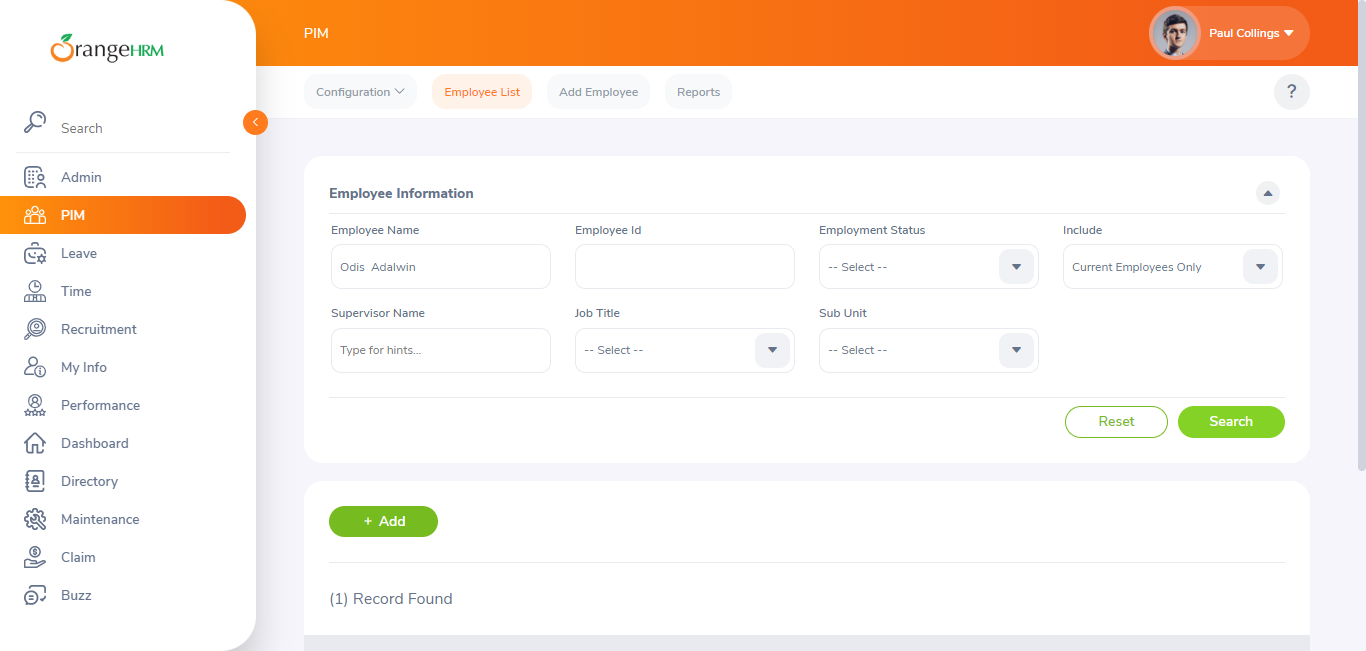 OrangeHRM
PIM
Paul Collings
Configuration
Employee List
Add Employee
Reports
?
Search
Admin
PIM
Leave
Time
Recruitment
My Info
Performance
Dashboard
Directory
Maintenance
Claim
Buzz
Employee Information
Employee Name
Employee Id
Employment Status
Include
Odis  Adalwin
-- Select --
Current Employees Only
Supervisor Name
Job Title
Sub Unit
Type for hints...
-- Select --
-- Select --
Reset
Search
+ Add
(1) Record Found